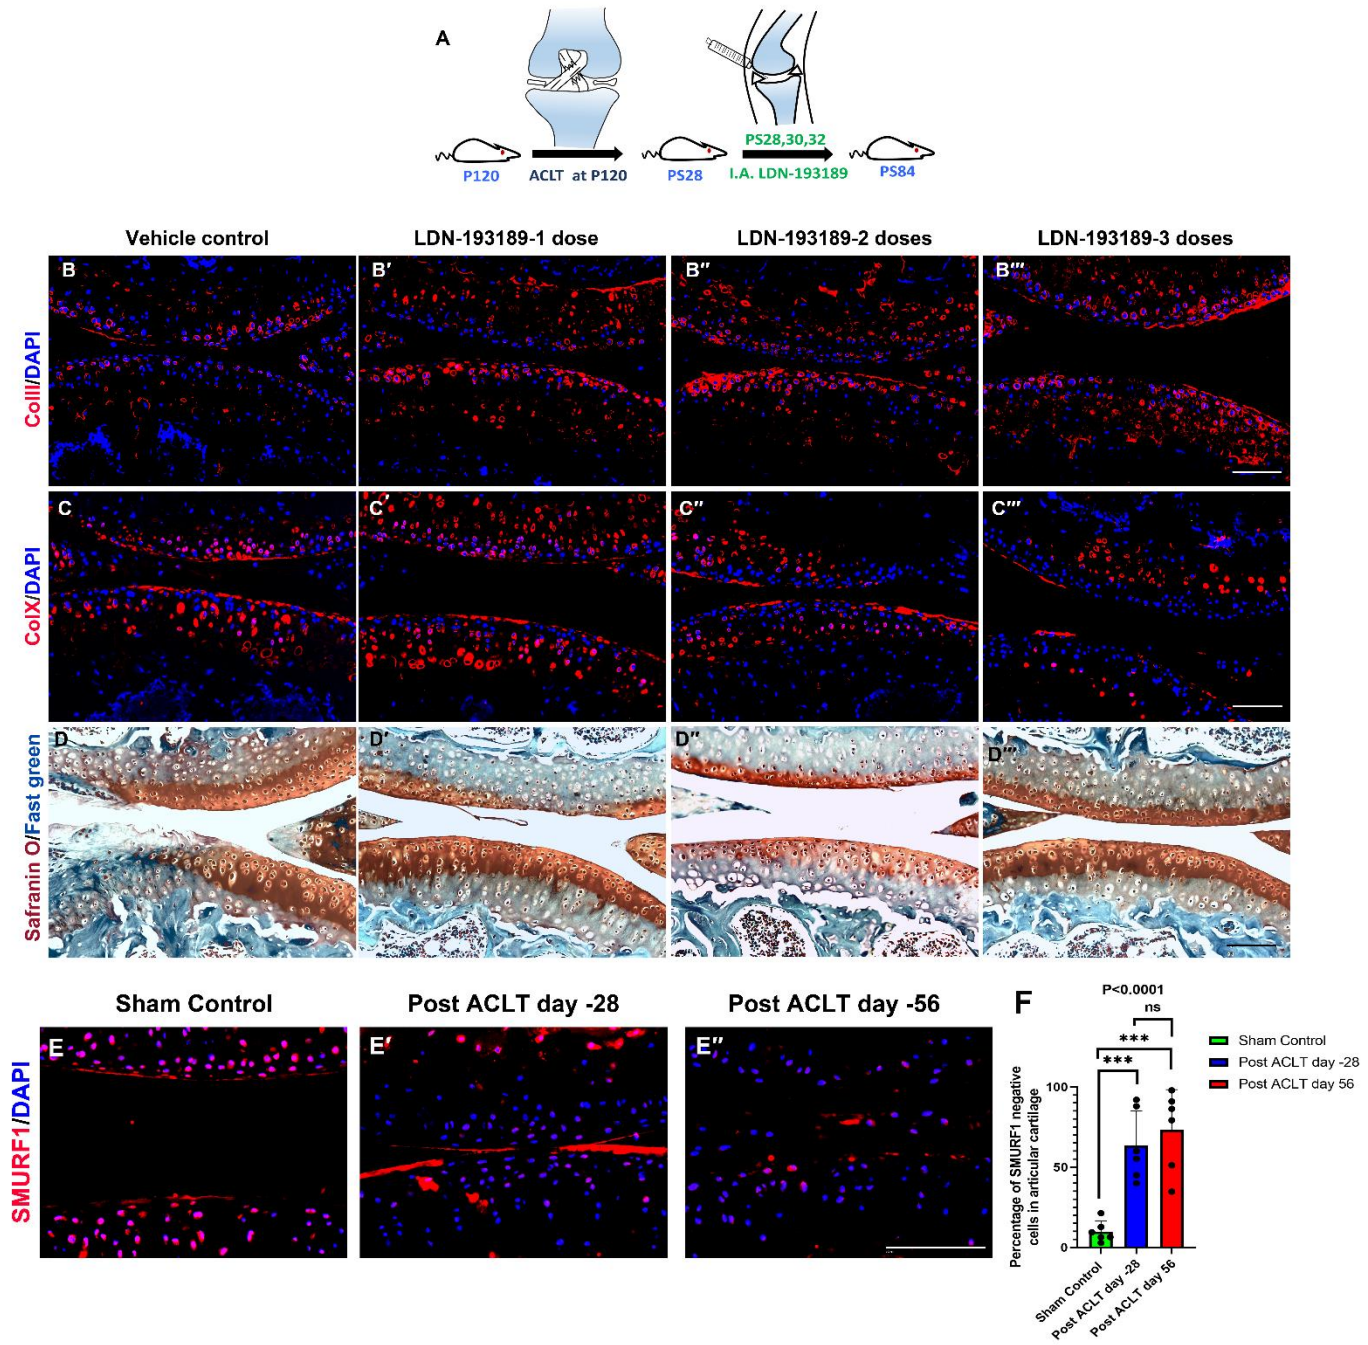 A
PS28,30,32
P120
ACLT at P120
PS28
I.A. LDN-193189
PS84
Vehicle control
LDN-193189-1 dose
LDN-193189-2 doses
LDN-193189-3 doses
ColII/DAPI
B
B'
B''
B'''
ColX/DAPI
C
C'
C''
C'''
Safranin O/Fast green
D
D'
D''
D'''
Sham Control
Post ACLT day -28
Post ACLT day -56
SMURF1/DAPI
E
E'
E''
F
P<0.0001
ns
***
***
Sham Control
Post ACLT day -28
Post ACLT day 56
Percentage of SMURF1 negative
cells in articular cartilage
100
50
0
Sham Control
Post ACLT day -28
Post ACLT day 56